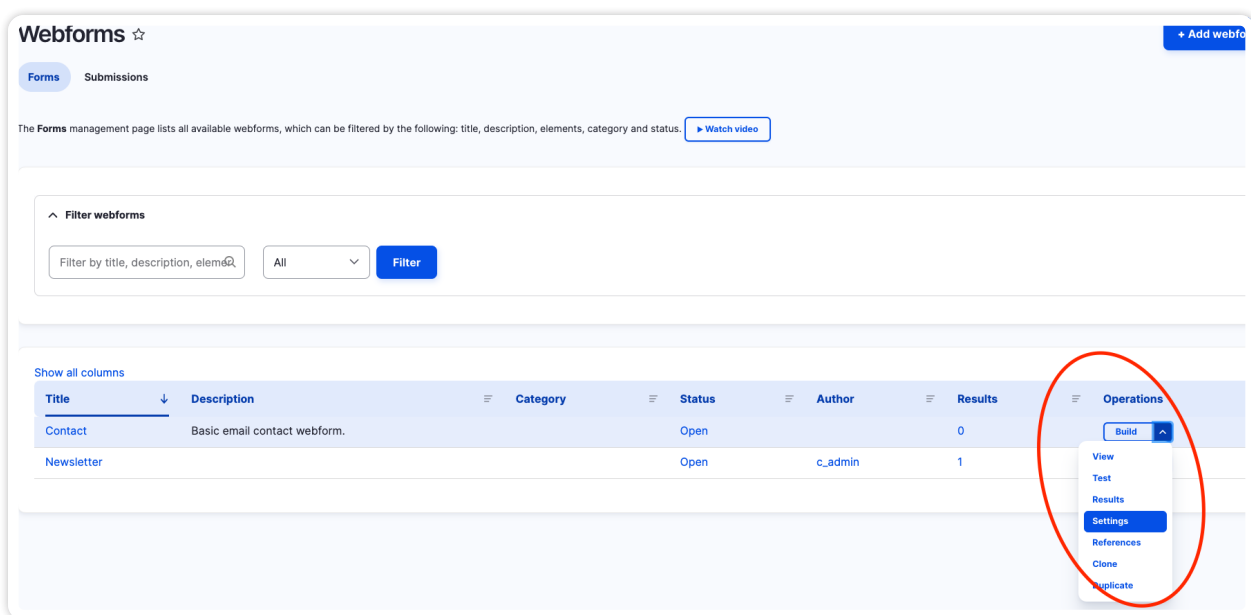 Webforms
+ Add webfo
Forms Submissions
The Forms management page lists all available webforms, which can be filtered by the following: title, description, elements, category and status. Watch video
Filter webforms
Filter by title, description, elemen All Filter
Show all columns
Title Description Category Status Author Results Operations
Contact Basic email contact webform. Open 0 Build
Newsletter Open c_admin 1
View
Test
Results
Settings
References
Clone
Duplicate